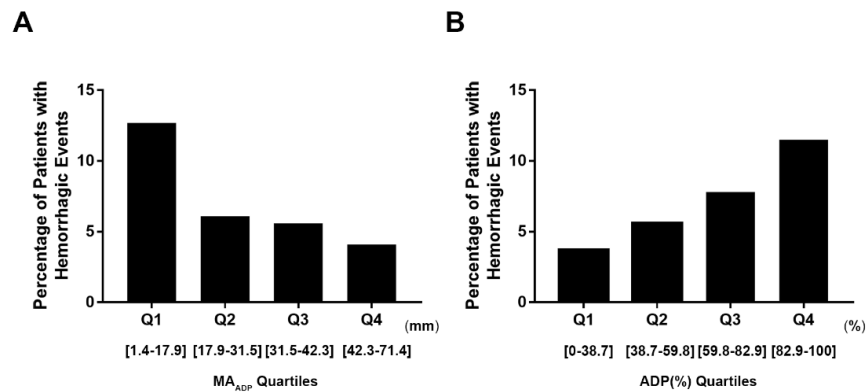 A
Percentage of Patients with
Hemorrhagic Events
15
10
5
0
Q1 Q2 Q3 Q4 (mm)
[1.4-17.9] [17.9-31.5] [31.5-42.3] [42.3-71.4]
MAADP Quartiles
B
Percentage of Patients with
Hemorrhagic Events
15
10
5
0
Q1 Q2 Q3 Q4 (%)
[0-38.7] [38.7-59.8] [59.8-82.9] [82.9-100]
ADP(%) Quartiles